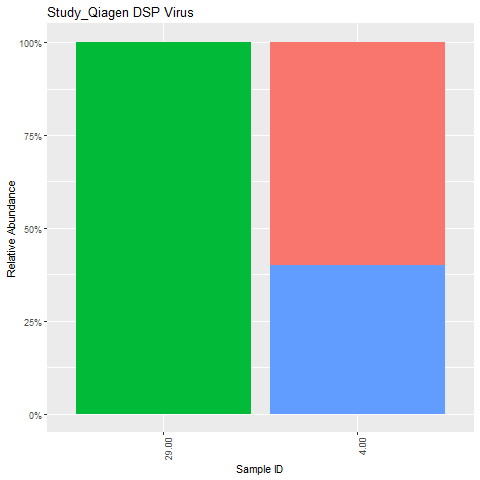 Study_Qiagen DSP Virus
100%
75%
50%
25%
0%
Relative Abundance
29.00
4.00
Sample ID